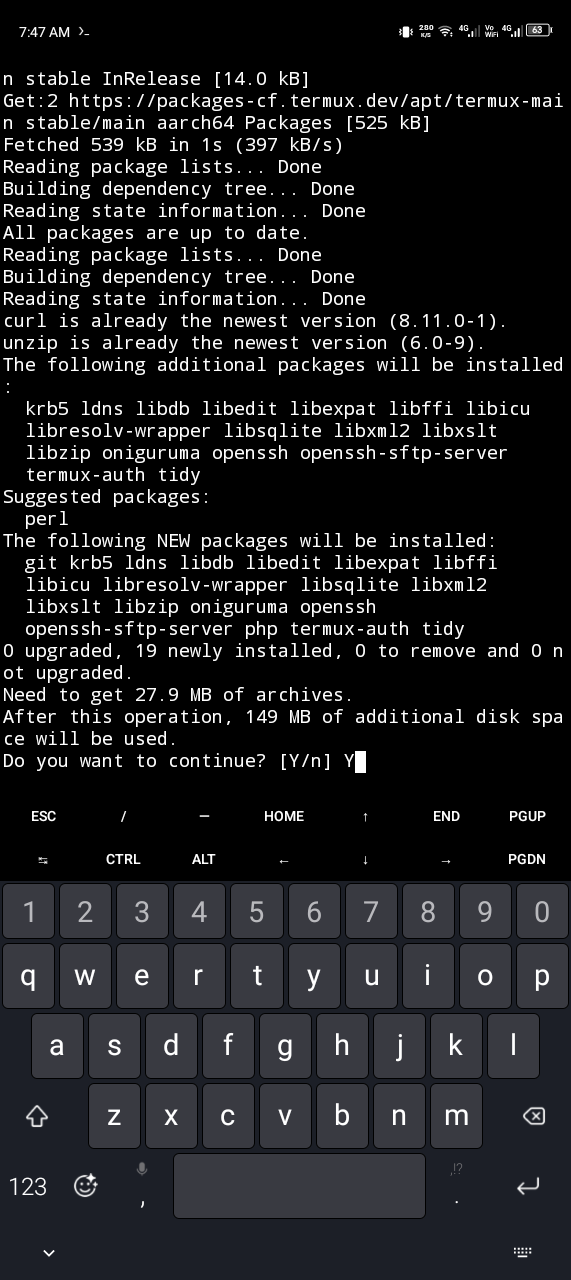 7:47 AM
280 K/S 4G Vo WiFi 4G 63
n stable InRelease [14.0 kB]
Get:2 https://packages-cf.termux.dev/apt/termux-mai
n stable/main aarch64 Packages [525 kB]
Fetched 539 kB in 1s (397 kB/s)
Reading package lists... Done
Building dependency tree... Done
Reading state information... Done
All packages are up to date.
Reading package lists... Done
Building dependency tree... Done
Reading state information... Done
curl is already the newest version (8.11.0-1).
unzip is already the newest version (6.0-9).
The following additional packages will be installed
:
krb5 ldns libdb libedit libexpat libffi libicu
libresolv-wrapper libsqlite libxml2 libxslt
libzip oniguruma openssh openssh-sftp-server
termux-auth tidy
Suggested packages:
perl
The following NEW packages will be installed:
git krb5 ldns libdb libedit libexpat libffi
libicu libresolv-wrapper libsqlite libxml2
libxslt libzip oniguruma openssh
openssh-sftp-server php termux-auth tidy
0 upgraded, 19 newly installed, 0 to remove and 0 n
ot upgraded.
Need to get 27.9 MB of archives.
After this operation, 149 MB of additional disk spa
ce will be used.
Do you want to continue? [Y/n] Y
ESC / — HOME ↑ END PGUP
↹ CTRL ALT ← ↓ → PGDN
1 2 3 4 5 6 7 8 9 0
q w e r t y u i o p
a s d f g h j k l
z x c v b n m
123 , ,!? .